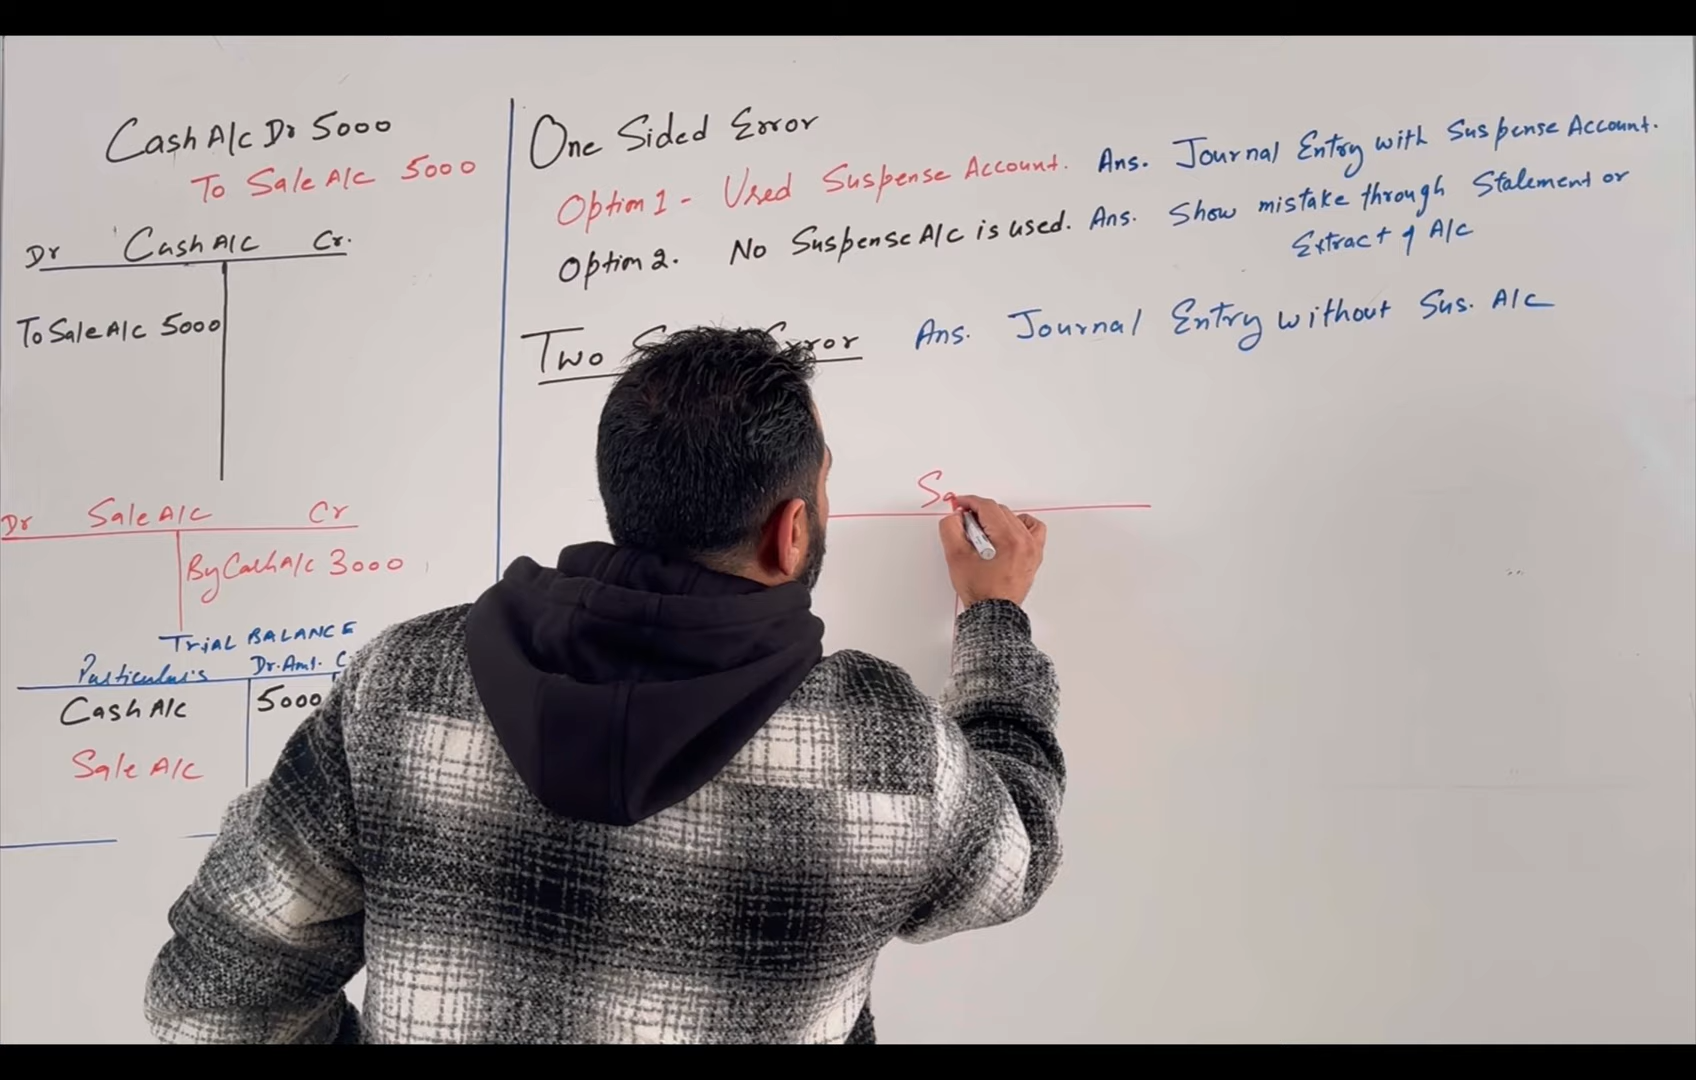 Cash A/c Dr 5000
To Sale A/c 5000
Dr Cash A/c Cr.
To Sale A/c 5000
Dr Sale A/c Cr
By Cash A/c 3000
TRIAL BALANCE
Particulars Dr. Amt. C
Cash A/c 5000
Sale A/c
One Sided Error
Option 1 - Used Suspense Account. Ans. Journal Entry with Suspense Account.
Option 2. No Suspense A/c is used. Ans. Show mistake through Statement or
Extract of A/c
Two Error Ans. Journal Entry without Sus. A/c
Sa